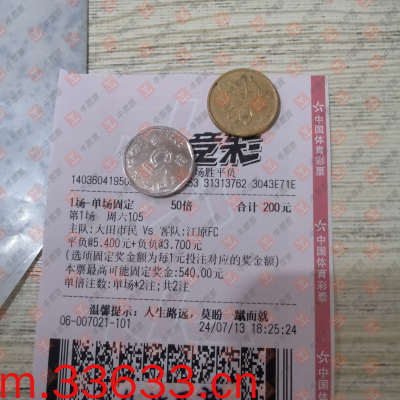 竞彩
场胜平负
14036041950
53 31313762 3043E71E
1场-单场固定 50倍 合计 200元
第1场 周六105
主队:大田市民 Vs 客队:江原FC
平负@5.400元+负负@3.700元
(选项固定奖金额为每1元投注对应的奖金额)
本票最高可能固定奖金:540.00元
单倍注数:单场*2注;共2注
温馨提示:人生路远,莫盼一蹴而就
06-007021-101 24/07/13 18:25:24
中国体育彩票
中国体育彩票
m.33633.cn